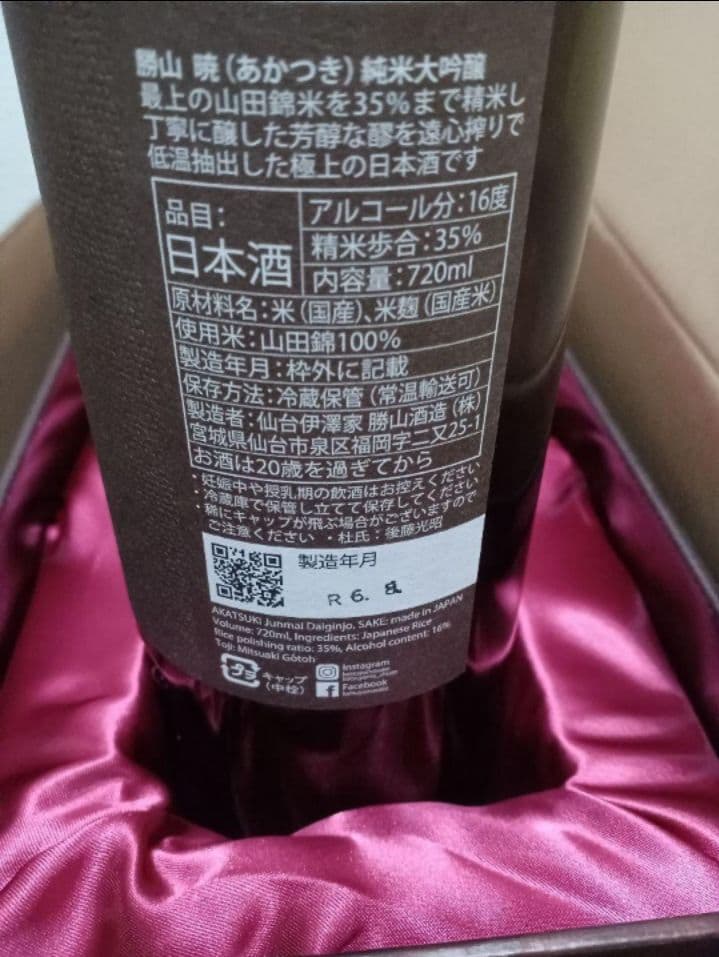 勝山 暁（あかつき）純米大吟醸
最上の山田錦米を35%まで精米し
丁寧に醸した芳醇な醪を遠心搾りで
低温抽出した極上の日本酒です
品目：
日本酒
アルコール分：16度
精米歩合：35%
内容量：720ml
原材料名：米（国産）、米麹（国産米）
使用米：山田錦100%
製造年月：枠外に記載
保存方法：冷蔵保管（常温輸送可）
製造者：仙台伊澤家 勝山酒造（株）
宮城県仙台市泉区福岡字二又25-1
お酒は20歳を過ぎてから
・妊娠中や授乳期の飲酒はお控えください
・冷蔵庫で保管し立てて保存してください
・稀にキャップが飛ぶ場合がございますので
ご注意ください ・杜氏：後藤光昭
製造年月
R 6. 8
AKATSUKI Junmai Daiginjo, SAKE: made in JAPAN
Volume: 720ml, Ingredients: Japanese Rice
Rice polishing ratio: 35%, Alcohol content: 16%
Toji: Mitsuaki Gôtoh
プラ
キャップ
（中栓）
Instagram
Facebook